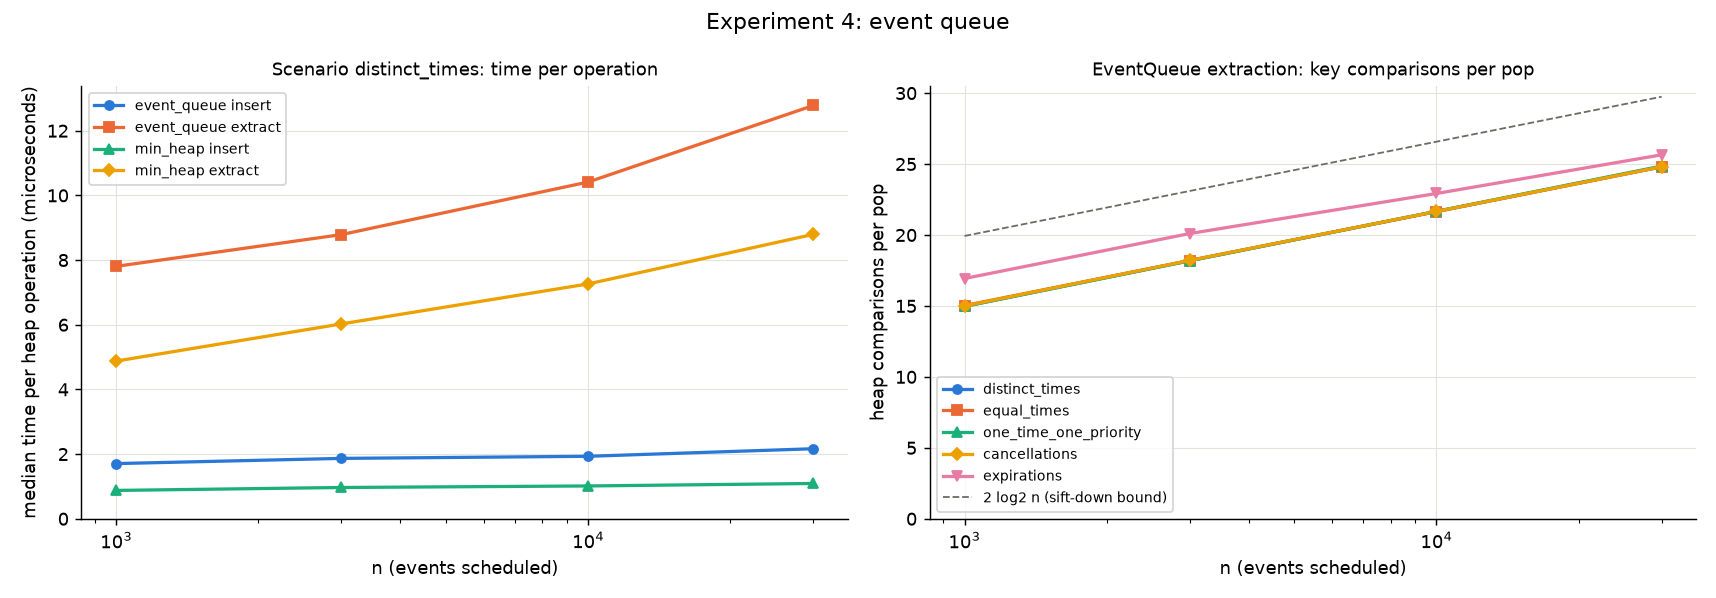 Experiment 4: event queue
Scenario distinct_times: time per operation
median time per heap operation (microseconds)
event_queue insert
event_queue extract
min_heap insert
min_heap extract
12
10
8
6
4
2
0
10³
10⁴
n (events scheduled)
EventQueue extraction: key comparisons per pop
heap comparisons per pop
30
25
20
15
10
5
0
distinct_times
equal_times
one_time_one_priority
cancellations
expirations
2 log2 n (sift-down bound)
10³
10⁴
n (events scheduled)